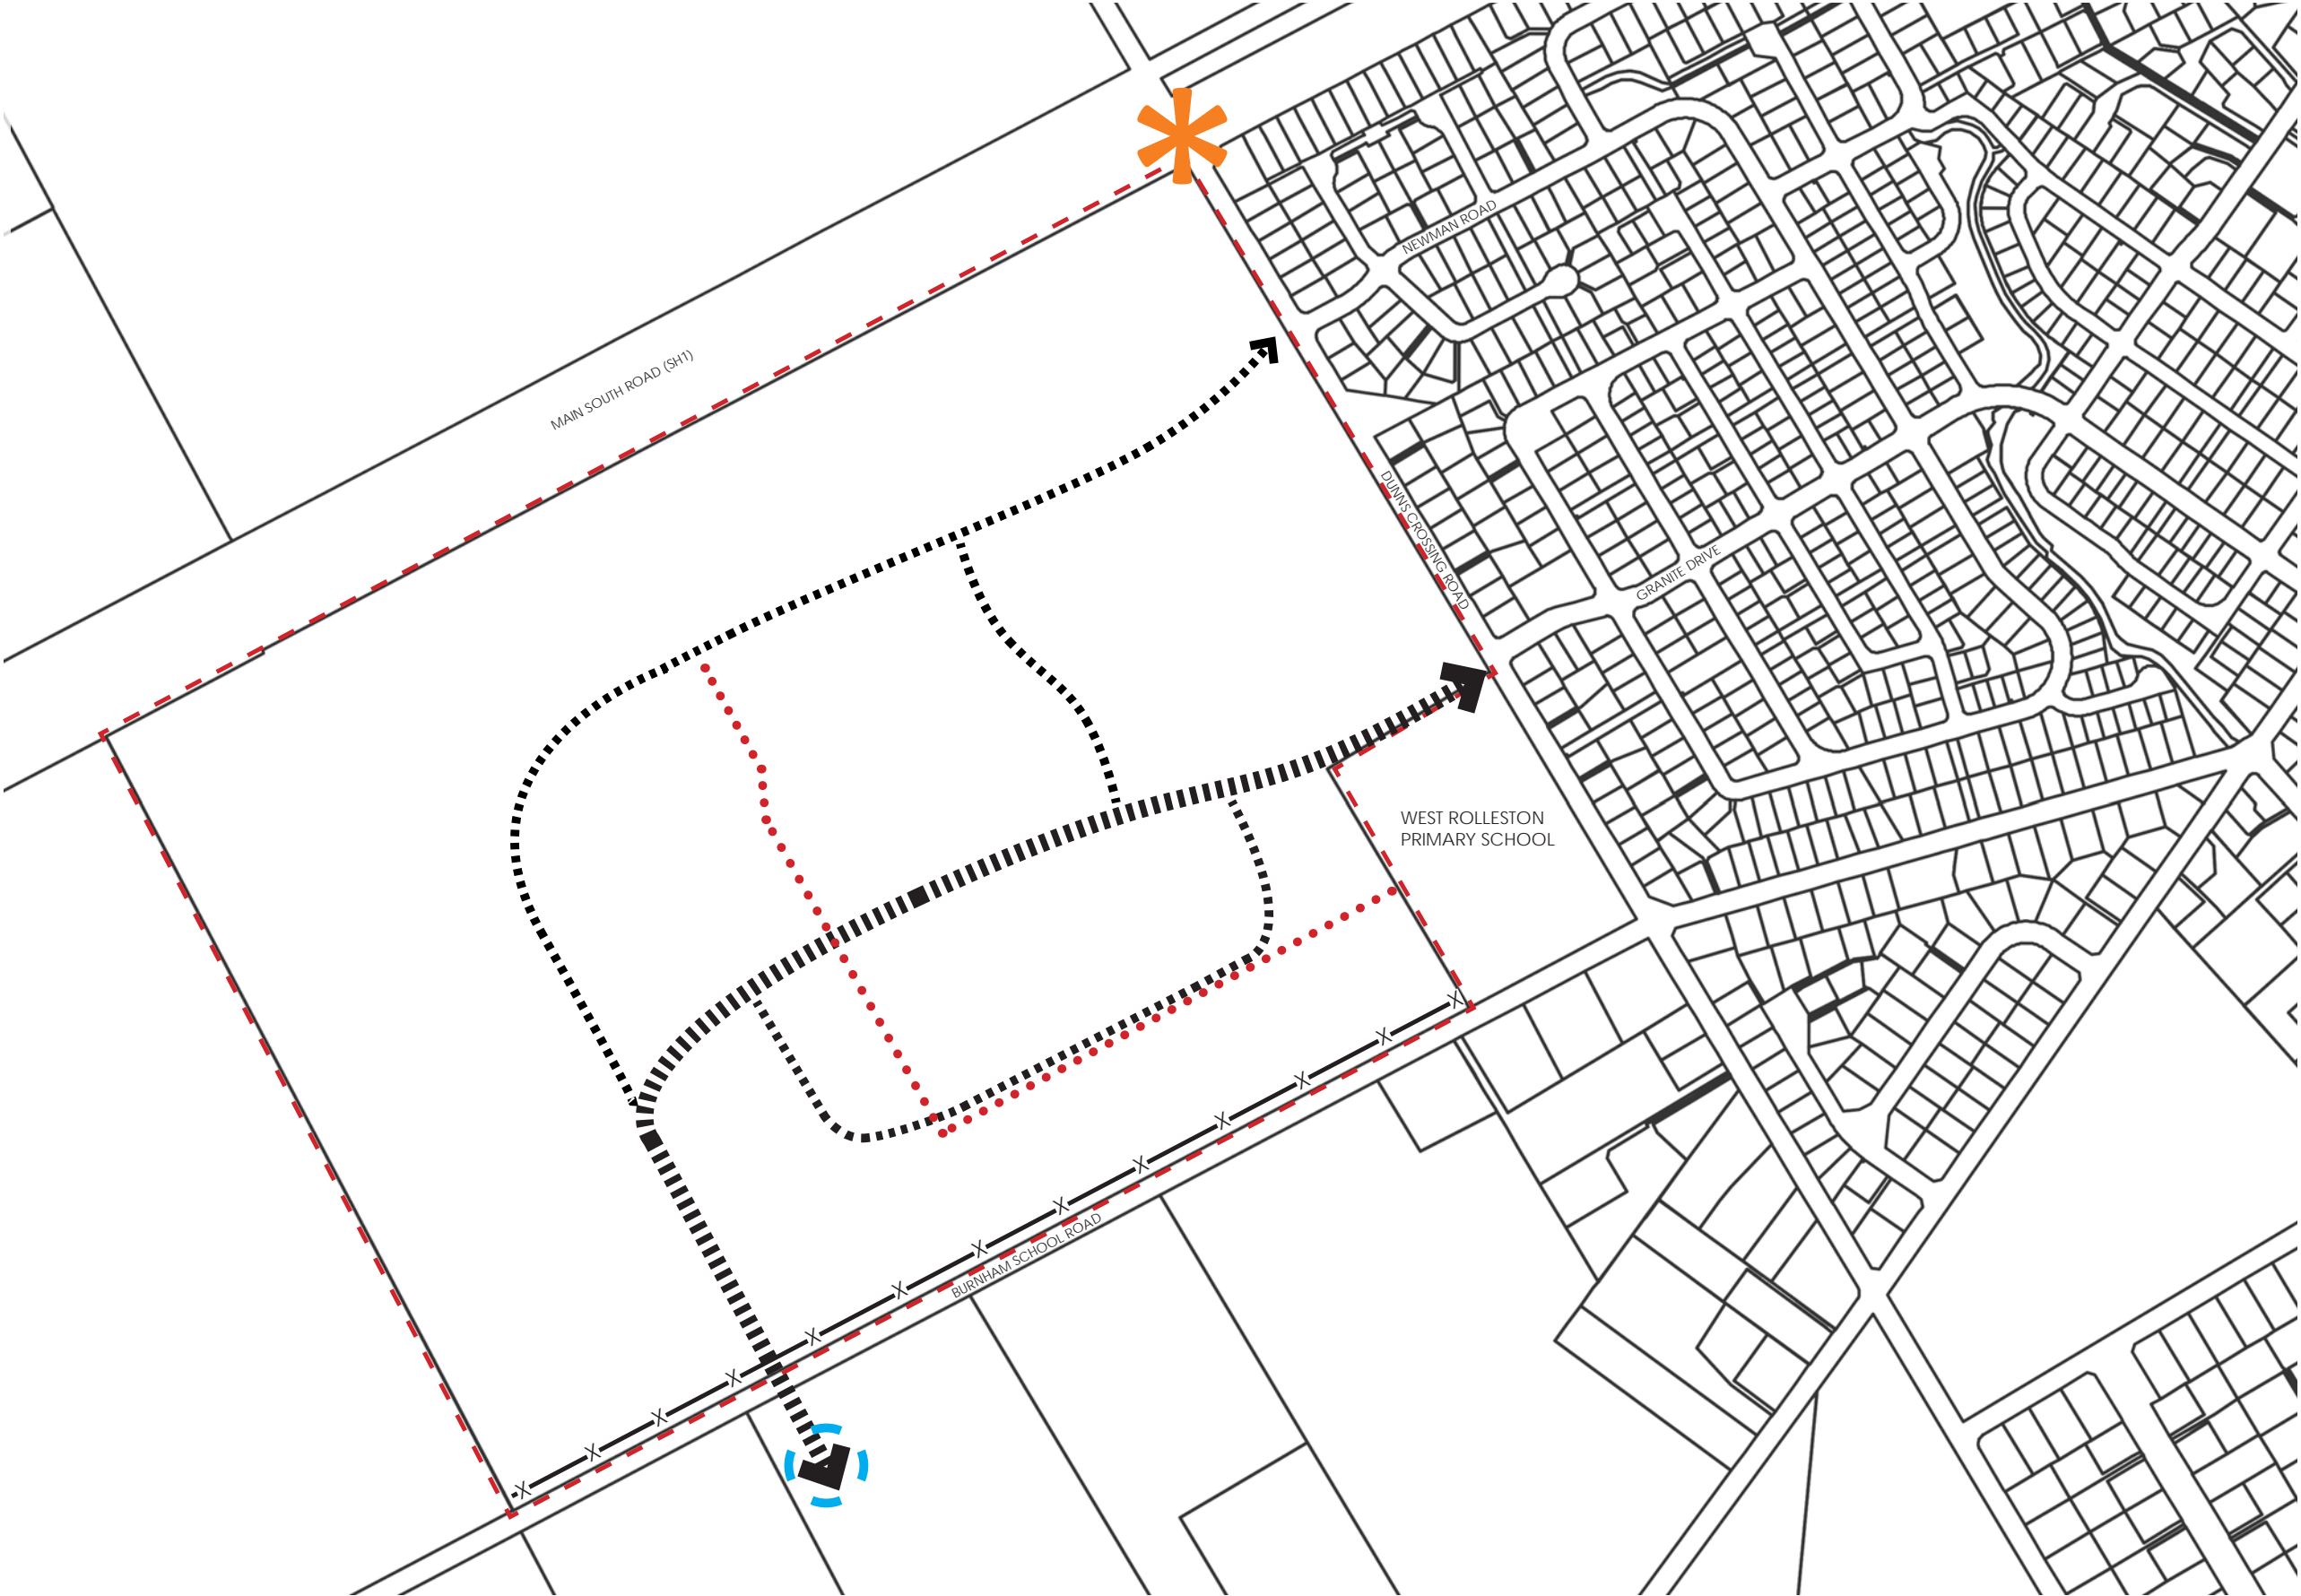 NEWMAN ROAD
MAIN SOUTH ROAD (SH1)
DUNNS CROSSING ROAD
GRANITE DRIVE
WEST ROLLESTON
PRIMARY SCHOOL
BURNHAM SCHOOL ROAD